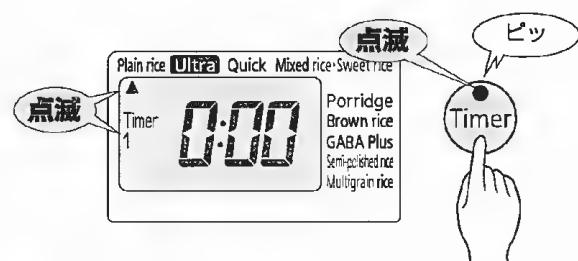 点滅
ピッ
Plain rice Ultra Quick Mixed rice・Sweet rice
点滅
Timer
1
0:00
Porridge
Brown rice
GABA Plus
Semi-polished rice
Multigrain rice
Timer